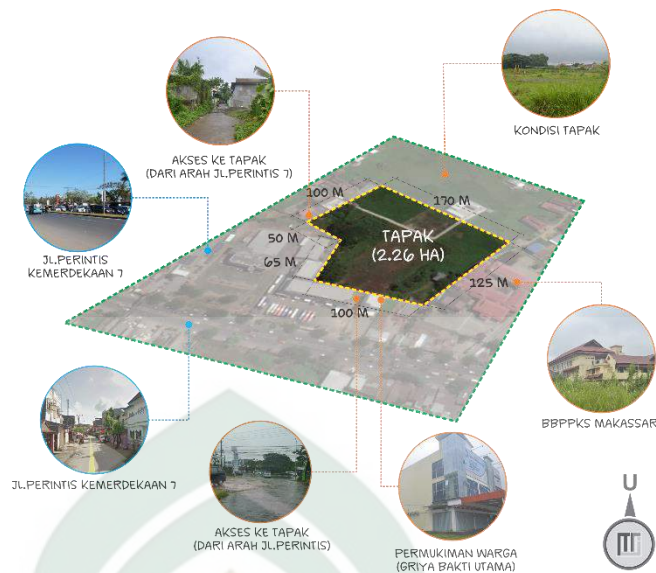 KONDISI TAPAK
AKSES KE TAPAK
(DARI ARAH JL.PERINTIS 7)
100 M
170 M
JL.PERINTIS
KEMERDEKAAN 7
50 M
TAPAK
(2.26 HA)
65 M
125 M
100 M
BBPPKS MAKASSAR
JL.PERINTIS KEMERDEKAAN 7
AKSES KE TAPAK
(DARI ARAH JL.PERINTIS)
PERMUKIMAN WARGA
(GRIYA BAKTI UTAMA)
U